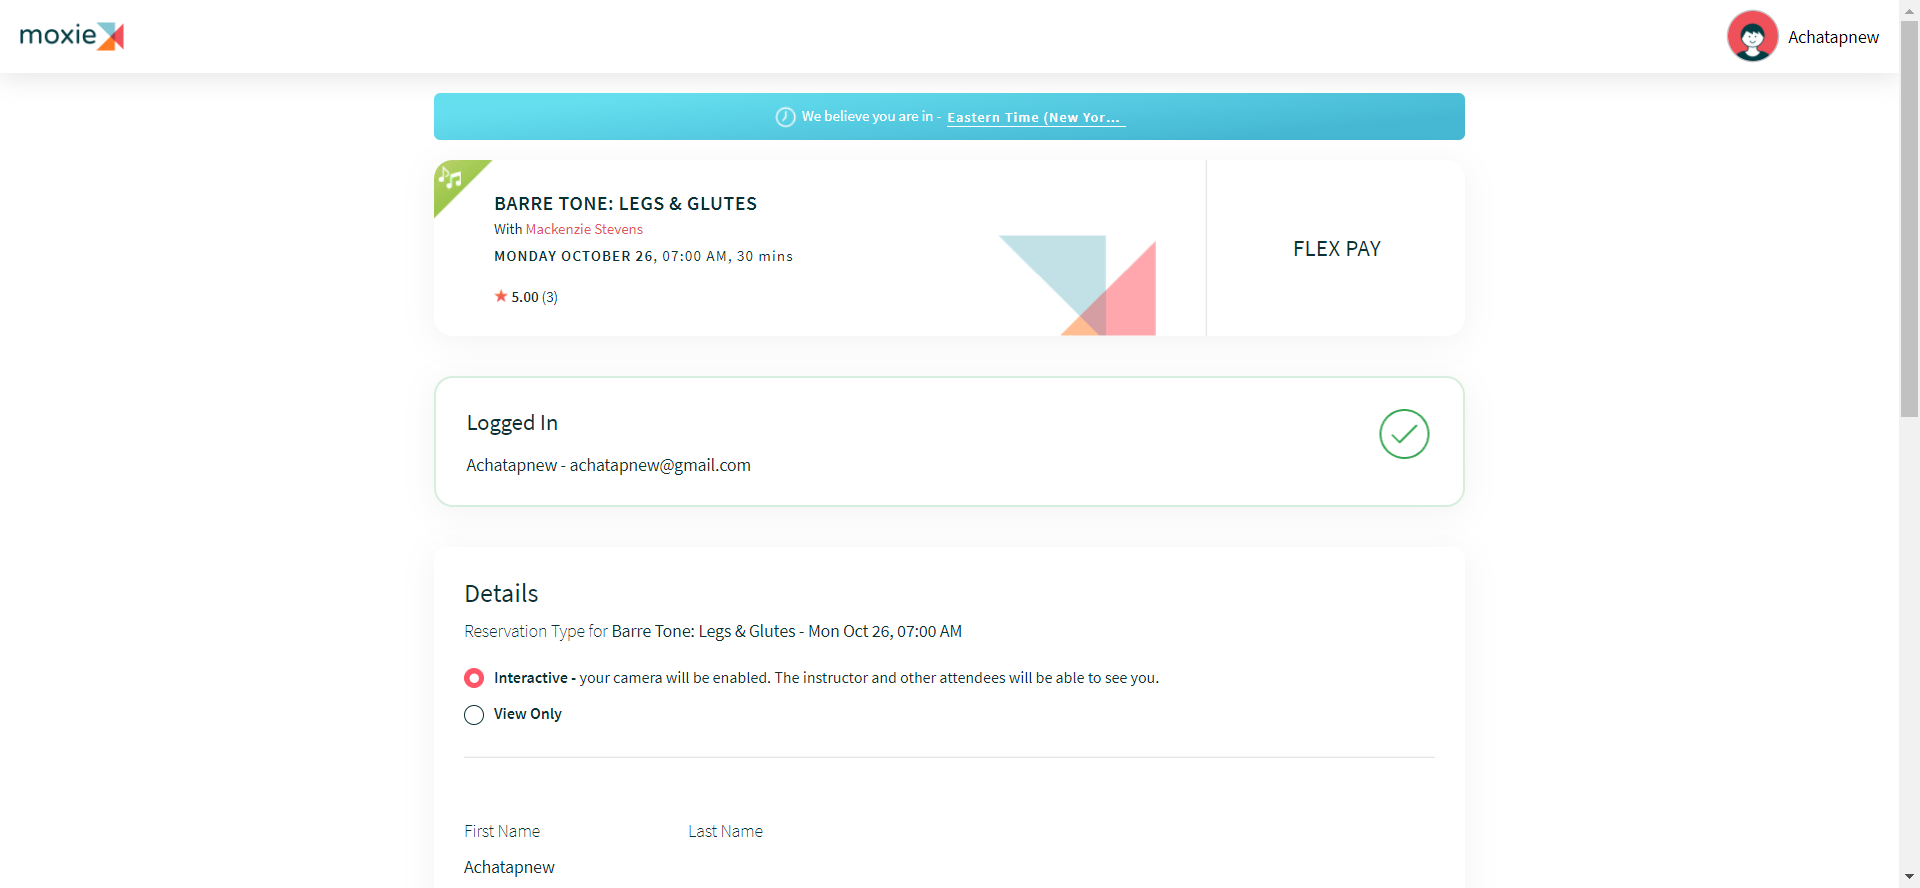 moxie
Achatapnew
We believe you are in - Eastern Time (New Yor...
BARRE TONE: LEGS & GLUTES
With Mackenzie Stevens
MONDAY OCTOBER 26, 07:00 AM, 30 mins
5.00 (3)
FLEX PAY
Logged In
Achatapnew - achatapnew@gmail.com
Details
Reservation Type for Barre Tone: Legs & Glutes - Mon Oct 26, 07:00 AM
Interactive - your camera will be enabled. The instructor and other attendees will be able to see you.
View Only
First Name Last Name
Achatapnew